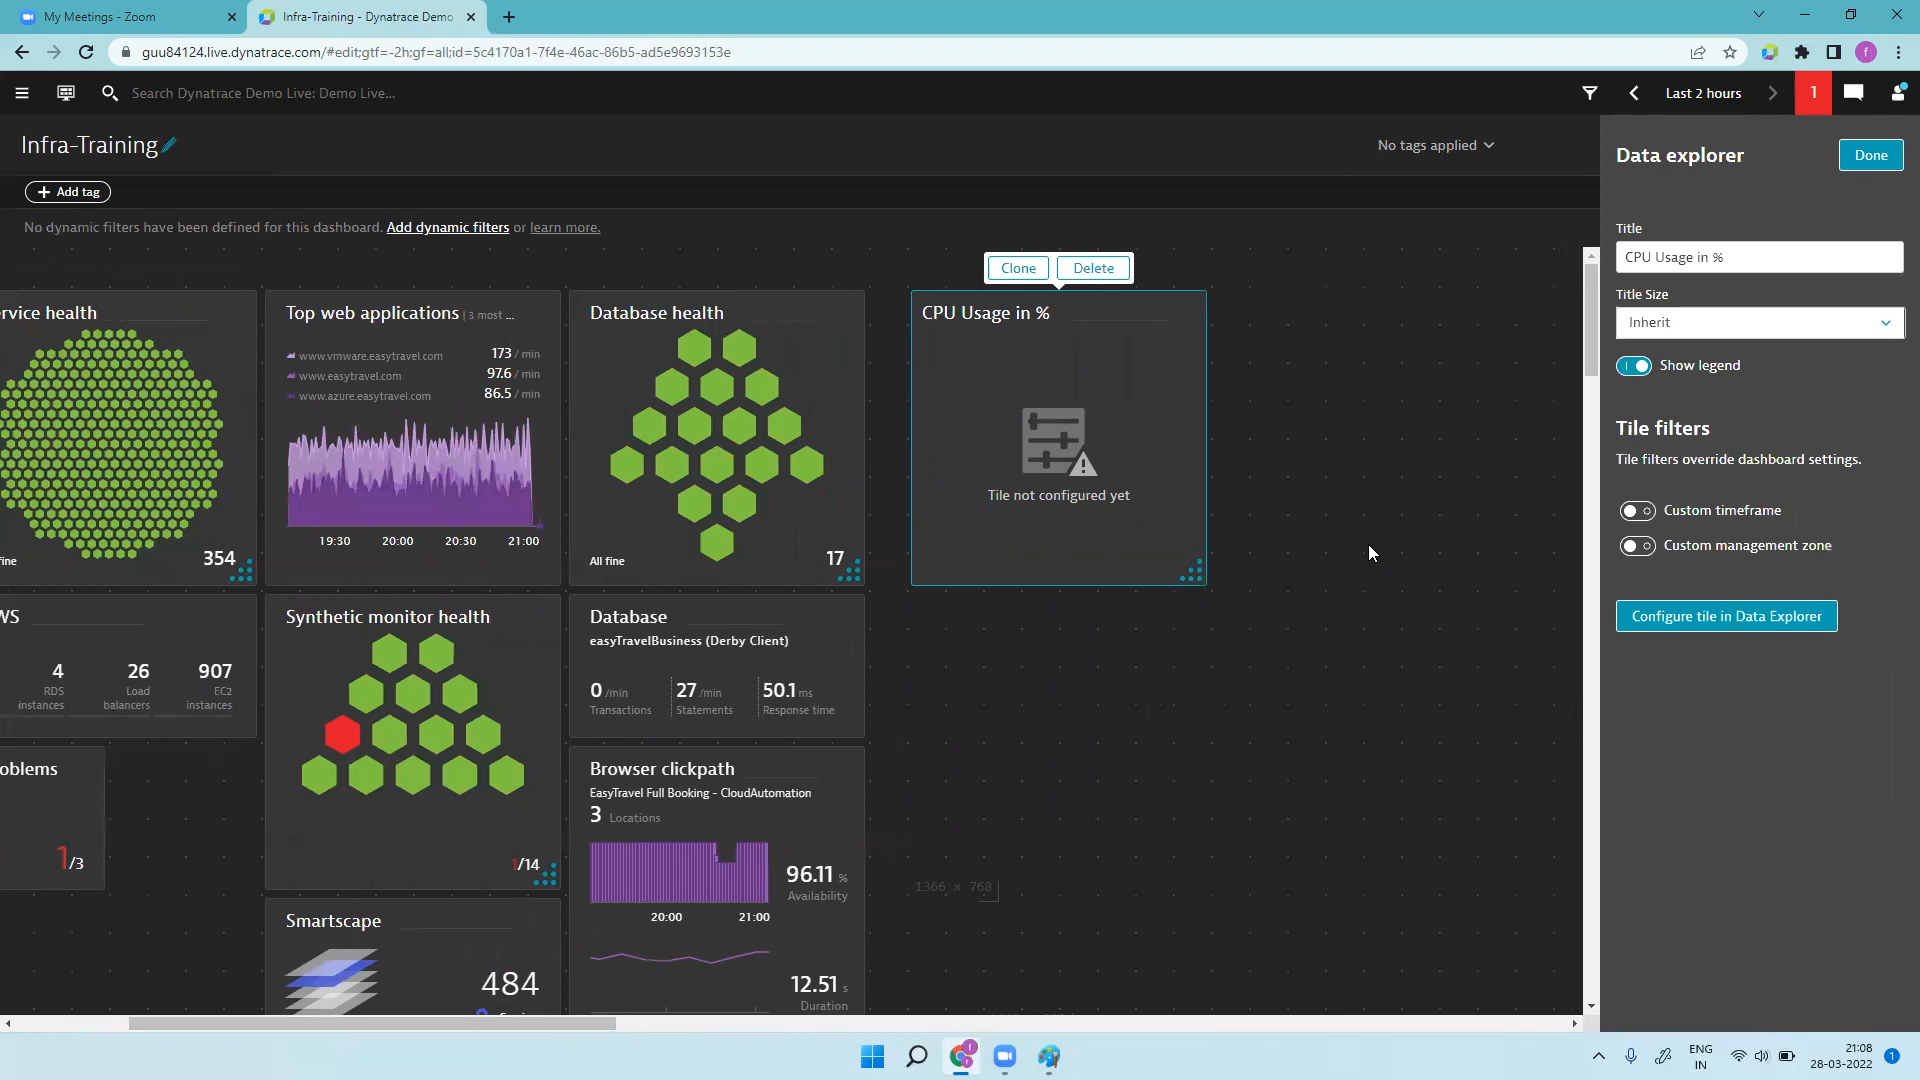 My Meetings - Zoom
Infra-Training - Dynatrace Demo
guu84124.live.dynatrace.com/#edit;gtf=-2h;gf=all;id=5c4170a1-7f4e-46ac-86b5-ad5e9693153e
f
Search Dynatrace Demo Live: Demo Live...
Last 2 hours
1
Infra-Training
No tags applied
Add tag
No dynamic filters have been defined for this dashboard. Add dynamic filters or learn more.
Clone
Delete
rvice health
fine
354
Top web applications | 3 most ...
www.vmware.easytravel.com 173 / min
www.easytravel.com 97.6 / min
www.azure.easytravel.com 86.5 / min
19:30 20:00 20:30 21:00
Database health
All fine
17
CPU Usage in %
Tile not configured yet
WS
4 26 907
RDS instances
Load balancers
EC2 instances
Synthetic monitor health
1/14
Database
easyTravelBusiness (Derby Client)
0 /min 27 /min 50.1 ms
Transactions Statements Response time
oblems
1/3
Browser clickpath
EasyTravel Full Booking - CloudAutomation
3 Locations
96.11 %
Availability
20:00 21:00
12.51 s
Duration
Smartscape
484
1366 x 768
Data explorer
Done
Title
CPU Usage in %
Title Size
Inherit
Show legend
Tile filters
Tile filters override dashboard settings.
Custom timeframe
Custom management zone
Configure tile in Data Explorer
ENG
IN
21:08
28-03-2022
1